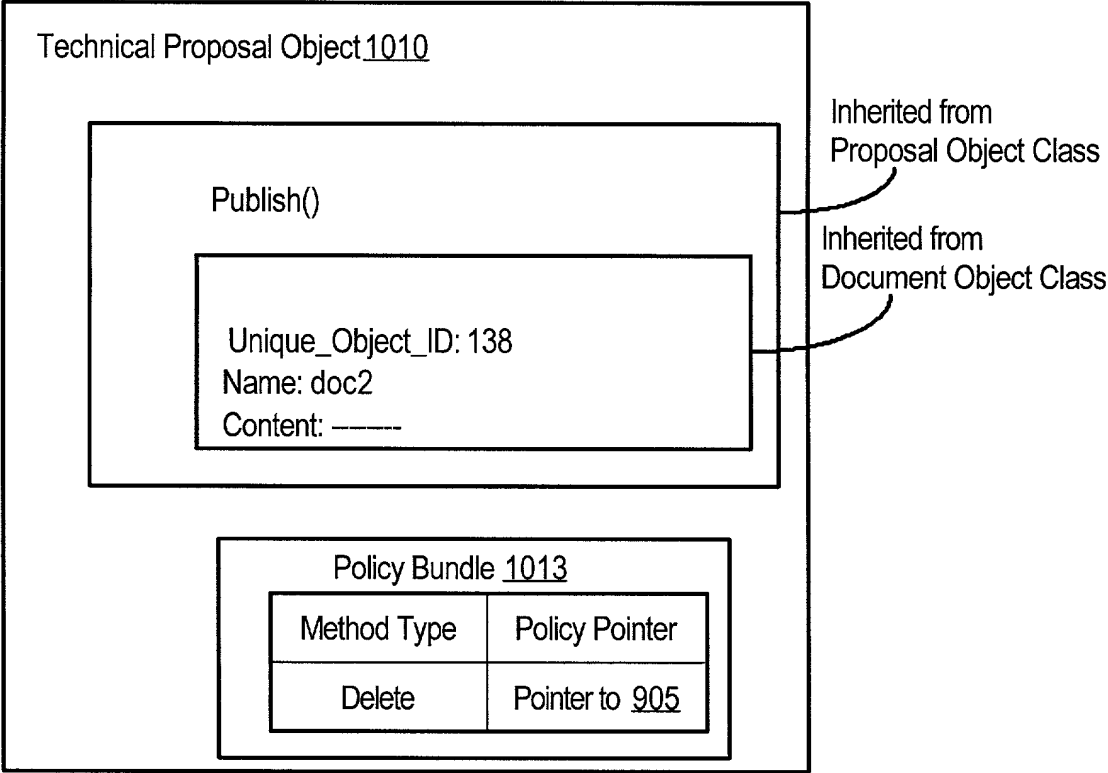 Technical Proposal Object 1010
Inherited from
Proposal Object Class
Publish()
Inherited from
Document Object Class
Unique_Object_ID: 138
Name: doc2
Content: -------
Policy Bundle 1013
Method Type Policy Pointer
Delete Pointer to 905